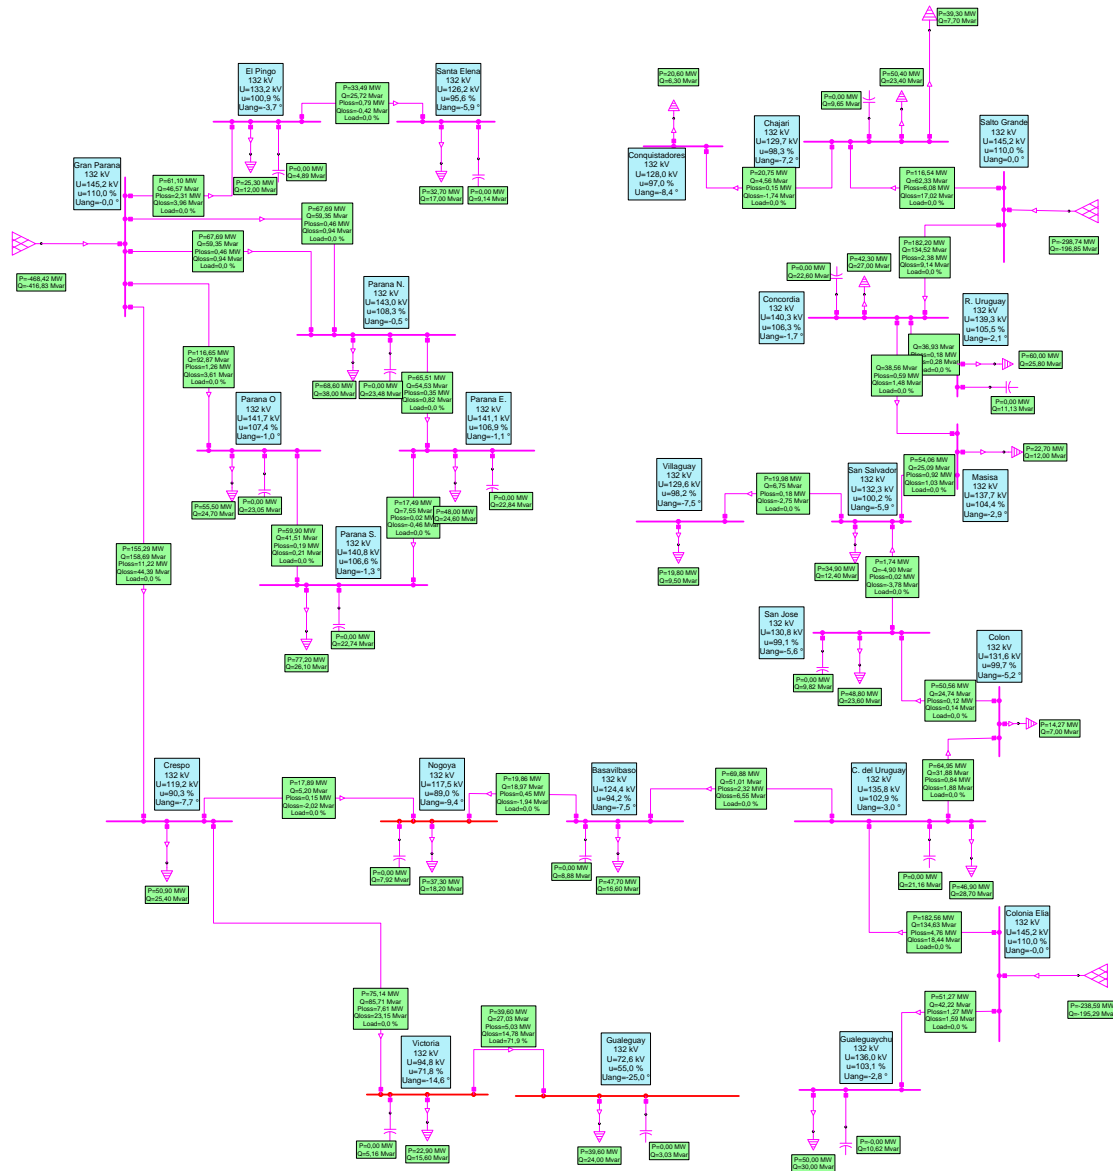 P=39,30 MW
Q=7,70 Mvar
El Pingo
132 kV
U=133,2 kV
u=100,9 %
Uang=-3,7 °
P=33,49 MW
Q=25,72 Mvar
Ploss=0,79 MW
Qloss=-0,42 Mvar
Load=0,0 %
Santa Elena
132 kV
U=126,2 kV
u=95,6 %
Uang=-5,9 °
P=20,60 MW
Q=6,30 Mvar
P=0,00 MW
Q=9,65 Mvar
P=50,40 MW
Q=23,40 Mvar
Chajari
132 kV
U=129,7 kV
u=98,3 %
Uang=-7,2 °
Salto Grande
132 kV
U=145,2 kV
u=110,0 %
Uang=0,0 °
Conquistadores
132 kV
U=128,0 kV
u=97,0 %
Uang=-8,4 °
Gran Parana
132 kV
U=145,2 kV
u=110,0 %
Uang=-0,0 °
P=61,10 MW
Q=46,57 Mvar
Ploss=2,31 MW
Qloss=3,96 Mvar
Load=0,0 %
P=25,30 MW
Q=12,00 Mvar
P=0,00 MW
Q=4,89 Mvar
P=32,70 MW
Q=17,00 Mvar
P=0,00 MW
Q=9,14 Mvar
P=20,75 MW
Q=4,56 Mvar
Ploss=0,15 MW
Qloss=-1,74 Mvar
Load=0,0 %
P=116,54 MW
Q=62,33 Mvar
Ploss=6,08 MW
Qloss=17,02 Mvar
Load=0,0 %
P=67,69 MW
Q=59,35 Mvar
Ploss=0,46 MW
Qloss=0,94 Mvar
Load=0,0 %
P=67,69 MW
Q=59,35 Mvar
Ploss=0,46 MW
Qloss=0,94 Mvar
Load=0,0 %
P=-468,42 MW
Q=-416,83 Mvar
P=182,20 MW
Q=134,52 Mvar
Ploss=2,38 MW
Qloss=9,14 Mvar
Load=0,0 %
P=-298,74 MW
Q=-196,85 Mvar
P=0,00 MW
Q=22,60 Mvar
P=42,30 MW
Q=27,00 Mvar
Parana N.
132 kV
U=143,0 kV
u=108,3 %
Uang=-0,5 °
Concordia
132 kV
U=140,3 kV
u=106,3 %
Uang=-1,7 °
R. Uruguay
132 kV
U=139,3 kV
u=105,5 %
Uang=-2,1 °
P=116,65 MW
Q=92,87 Mvar
Ploss=1,26 MW
Qloss=3,61 Mvar
Load=0,0 %
P=68,60 MW
Q=38,00 Mvar
P=0,00 MW
Q=23,48 Mvar
P=65,51 MW
Q=54,53 Mvar
Ploss=0,35 MW
Qloss=0,82 Mvar
Load=0,0 %
Q=36,93 Mvar
P=38,56 MW
Q=38,56 Mvar
Ploss=0,59 MW
Qloss=1,48 Mvar
Load=0,0 %
P=60,00 MW
Q=25,80 Mvar
P=0,00 MW
Q=11,13 Mvar
Parana O
132 kV
U=141,7 kV
u=107,4 %
Uang=-1,0 °
Parana E.
132 kV
U=141,1 kV
u=106,9 %
Uang=-1,1 °
P=55,50 MW
Q=24,70 Mvar
P=0,00 MW
Q=23,05 Mvar
P=59,90 MW
Q=41,51 Mvar
Ploss=0,19 MW
Qloss=0,21 Mvar
Load=0,0 %
P=17,49 MW
Q=7,55 Mvar
Ploss=0,02 MW
Qloss=-0,46 Mvar
Load=0,0 %
P=48,00 MW
Q=24,60 Mvar
P=0,00 MW
Q=22,84 Mvar
Parana S.
132 kV
U=140,8 kV
u=106,6 %
Uang=-1,3 °
P=22,70 MW
Q=12,00 Mvar
Villaguay
132 kV
U=129,6 kV
u=98,2 %
Uang=-7,5 °
P=19,98 MW
Q=6,75 Mvar
Ploss=0,18 MW
Qloss=-2,75 Mvar
Load=0,0 %
San Salvador
132 kV
U=132,3 kV
u=100,2 %
Uang=-5,9 °
P=54,06 MW
Q=25,09 Mvar
Ploss=0,92 MW
Qloss=1,03 Mvar
Load=0,0 %
Masisa
132 kV
U=137,7 kV
u=104,4 %
Uang=-2,9 °
P=155,29 MW
Q=158,69 Mvar
Ploss=11,22 MW
Qloss=44,39 Mvar
Load=0,0 %
P=19,80 MW
Q=9,50 Mvar
P=34,90 MW
Q=12,40 Mvar
P=1,74 MW
Q=-4,90 Mvar
Ploss=0,02 MW
Qloss=-3,78 Mvar
Load=0,0 %
P=77,20 MW
Q=26,10 Mvar
P=0,00 MW
Q=22,74 Mvar
San Jose
132 kV
U=130,8 kV
u=99,1 %
Uang=-5,6 °
Colon
132 kV
U=131,6 kV
u=99,7 %
Uang=-5,2 °
P=0,00 MW
Q=9,82 Mvar
P=48,80 MW
Q=23,60 Mvar
P=50,56 MW
Q=24,74 Mvar
Ploss=0,12 MW
Qloss=0,14 Mvar
Load=0,0 %
P=14,27 MW
Q=7,00 Mvar
P=64,95 MW
Q=31,88 Mvar
Ploss=0,84 MW
Qloss=1,88 Mvar
Load=0,0 %
Crespo
132 kV
U=119,2 kV
u=90,3 %
Uang=-7,7 °
P=17,89 MW
Q=5,20 Mvar
Ploss=0,15 MW
Qloss=-2,02 Mvar
Load=0,0 %
Nogoya
132 kV
U=117,5 kV
u=89,0 %
Uang=-9,4 °
P=19,86 MW
Q=18,97 Mvar
Ploss=0,45 MW
Qloss=-1,94 Mvar
Load=0,0 %
Basavilbaso
132 kV
U=124,4 kV
u=94,2 %
Uang=-7,5 °
P=69,88 MW
Q=51,01 Mvar
Ploss=2,32 MW
Qloss=6,55 Mvar
Load=0,0 %
C. del Uruguay
132 kV
U=135,8 kV
u=102,9 %
Uang=-3,0 °
P=50,90 MW
Q=25,40 Mvar
P=0,00 MW
Q=7,92 Mvar
P=37,30 MW
Q=18,20 Mvar
P=0,00 MW
Q=8,88 Mvar
P=47,70 MW
Q=16,60 Mvar
P=0,00 MW
Q=21,16 Mvar
P=46,90 MW
Q=28,70 Mvar
P=182,56 MW
Q=134,63 Mvar
Ploss=4,76 MW
Qloss=18,44 Mvar
Load=0,0 %
Colonia Elia
132 kV
U=145,2 kV
u=110,0 %
Uang=-0,0 °
P=-238,59 MW
Q=-195,29 Mvar
P=75,14 MW
Q=85,71 Mvar
Ploss=7,61 MW
Qloss=23,15 Mvar
Load=0,0 %
P=39,60 MW
Q=27,03 Mvar
Ploss=5,03 MW
Qloss=14,78 Mvar
Load=71,9 %
P=51,27 MW
Q=42,22 Mvar
Ploss=1,27 MW
Qloss=1,59 Mvar
Load=0,0 %
Victoria
132 kV
U=94,8 kV
u=71,8 %
Uang=-14,6 °
Gualeguay
132 kV
U=72,6 kV
u=55,0 %
Uang=-25,0 °
Gualeguaychu
132 kV
U=136,0 kV
u=103,1 %
Uang=-2,8 °
P=0,00 MW
Q=5,16 Mvar
P=22,90 MW
Q=15,60 Mvar
P=39,60 MW
Q=24,00 Mvar
P=0,00 MW
Q=3,03 Mvar
P=50,00 MW
Q=30,00 Mvar
P=-0,00 MW
Q=10,62 Mvar